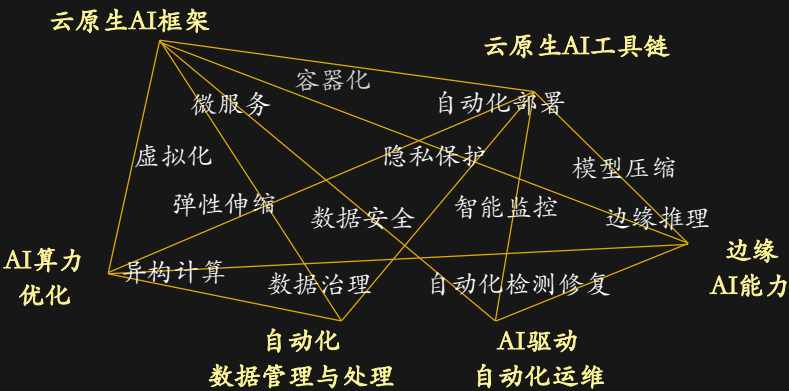 云原生AI框架
云原生AI工具链
容器化
微服务
自动化部署
虚拟化
隐私保护
模型压缩
弹性伸缩
数据安全
智能监控
边缘推理
AI算力
优化
异构计算
数据治理
自动化检测修复
边缘
AI能力
自动化
数据管理与处理
AI驱动
自动化运维